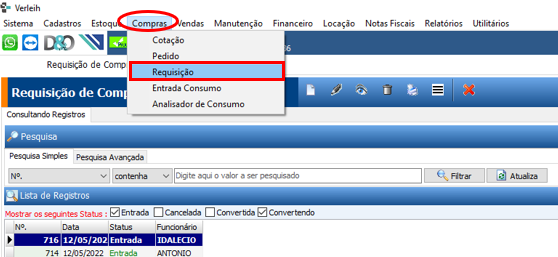 Verleih
Sistema Cadastros Estoque Compras Vendas Manutenção Financeiro Locação Notas Fiscais Relatórios Utilitários
Cotação
Pedido
Requisição
Entrada Consumo
Analisador de Consumo
Requisição de Comp
Requisição de Comp
Consultando Registros
Pesquisa
Pesquisa Simples Pesquisa Avançada
Nº. contenha Digite aqui o valor a ser pesquisado Filtrar Atualiza
Lista de Registros
Mostrar os seguintes Status : Entrada Cancelada Convertida Convertendo
Nº. Data Status Funcionário
716 12/05/202 Entrada IDALECIO
714 12/05/2022 Entrada ANTONIO